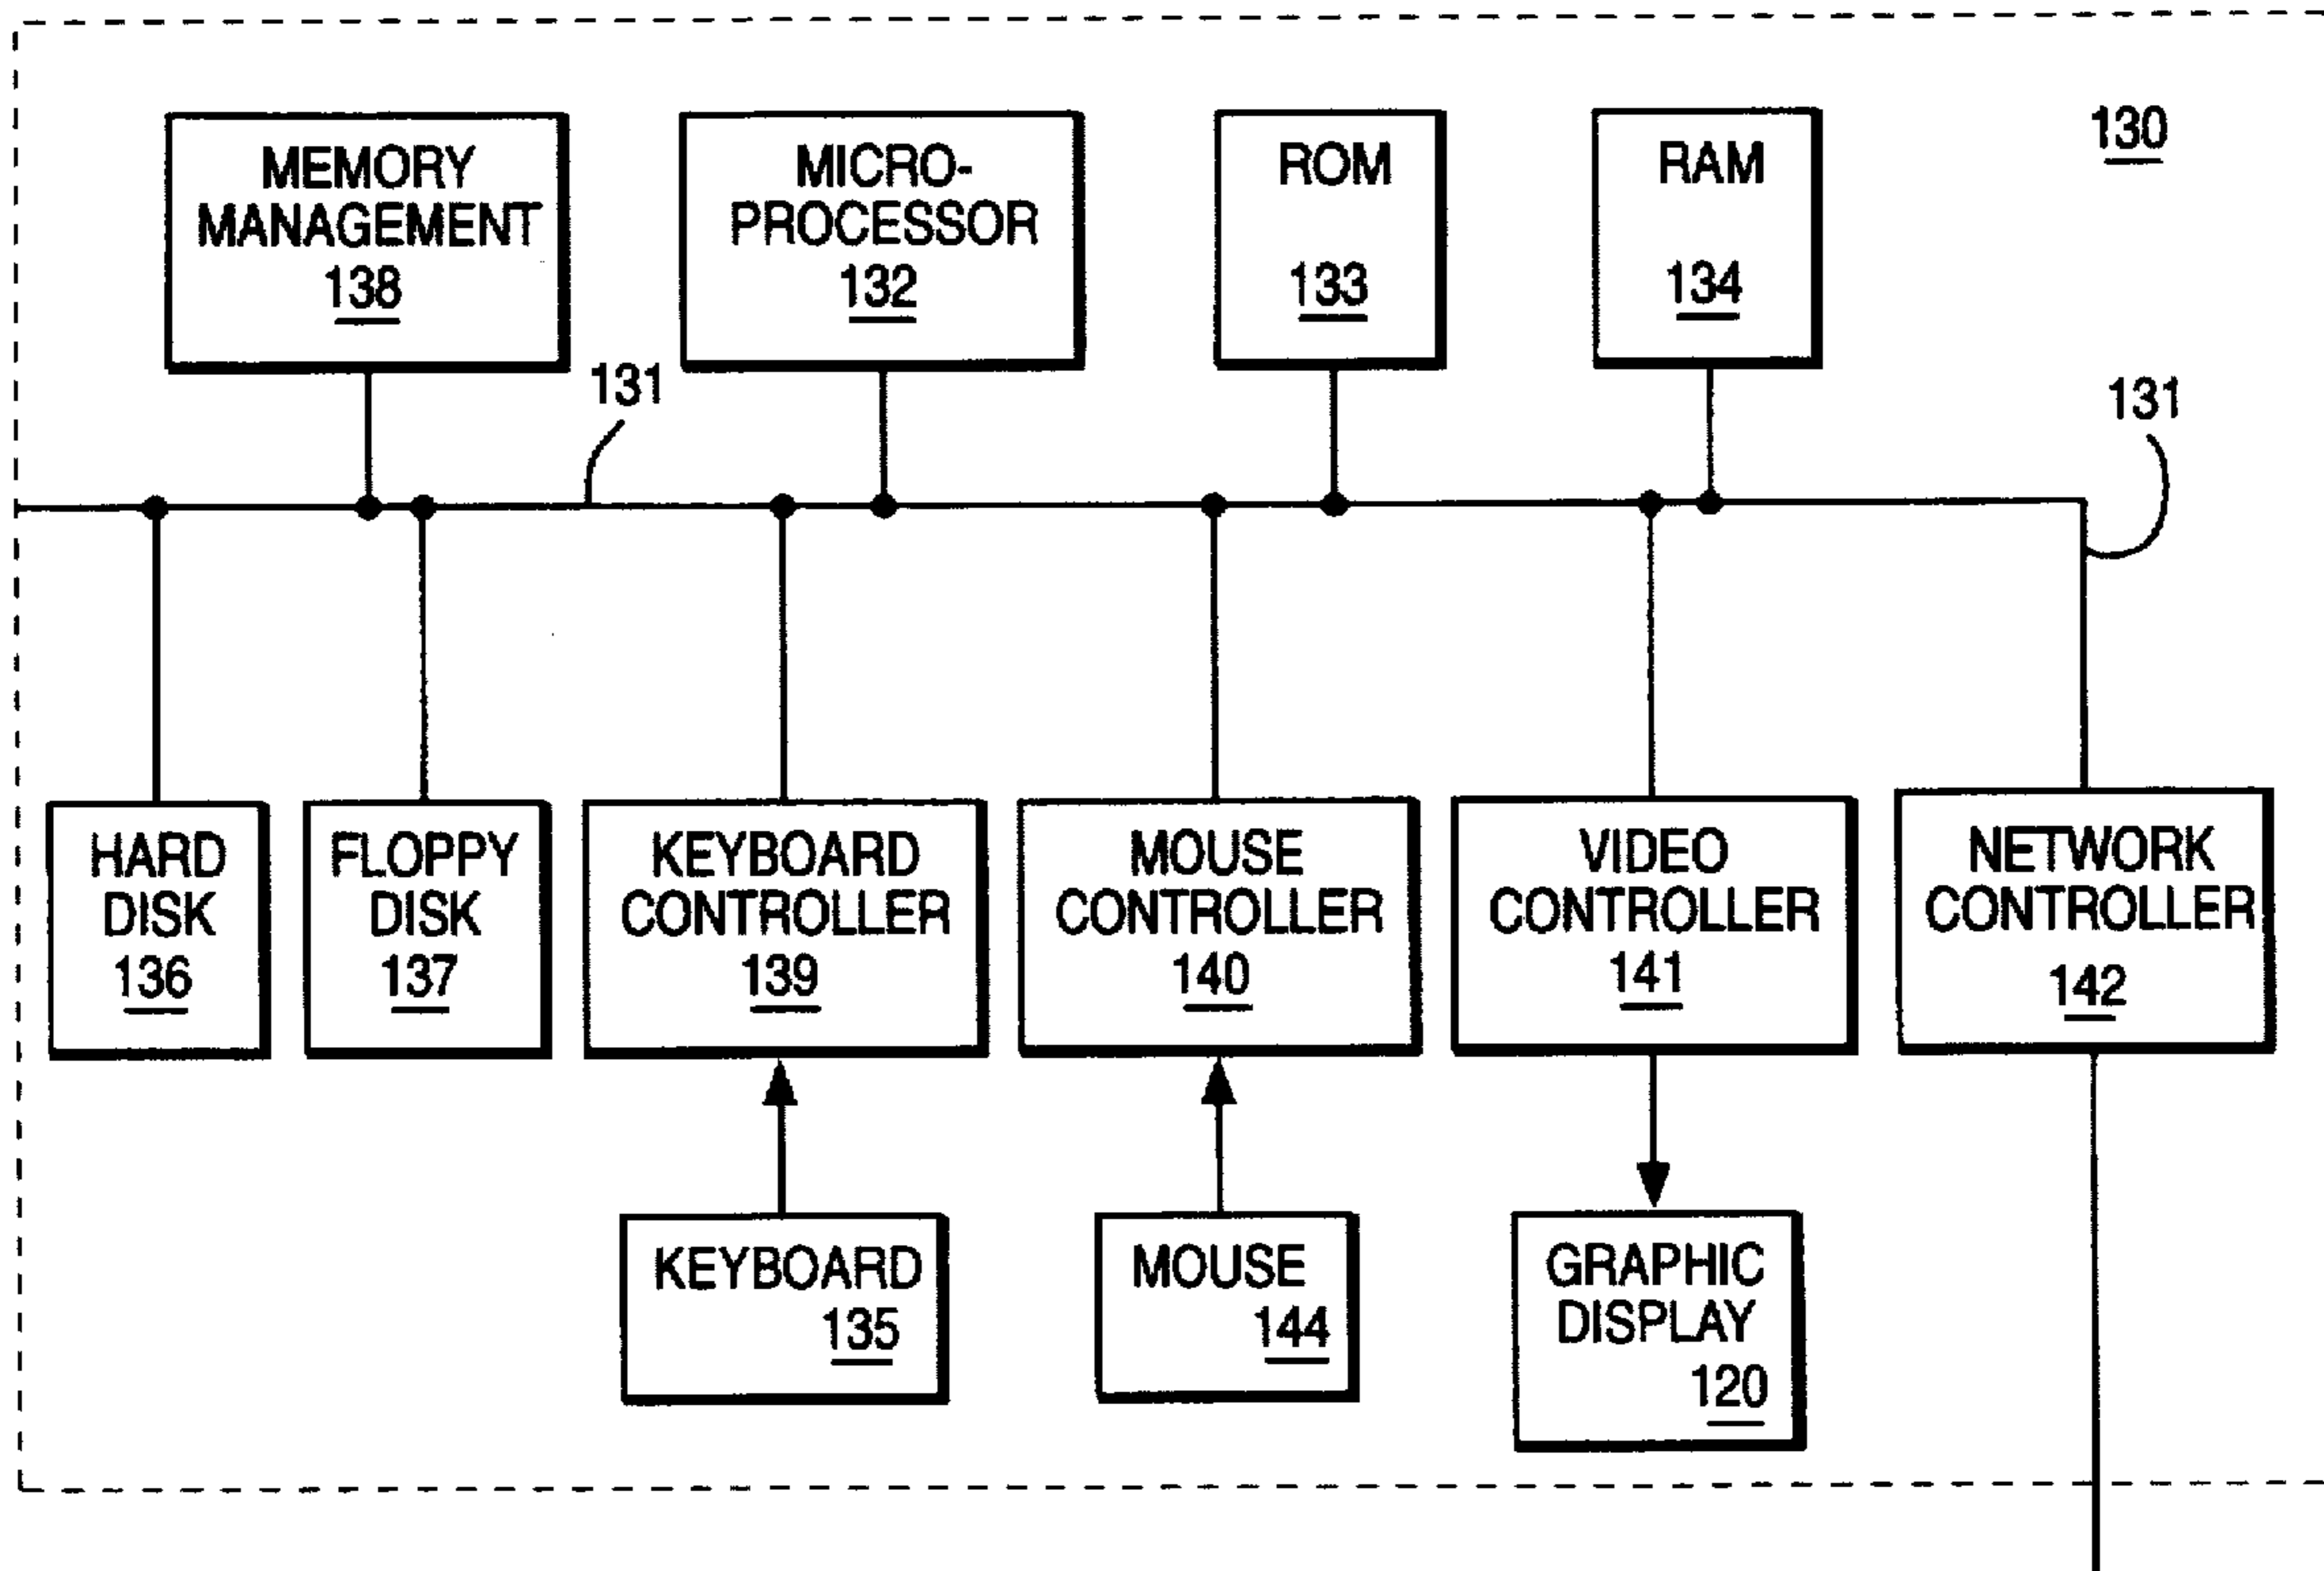 130
MEMORY
MANAGEMENT
138
MICRO-
PROCESSOR
132
ROM
133
RAM
134
131
131
HARD
DISK
136
FLOPPY
DISK
137
KEYBOARD
CONTROLLER
139
MOUSE
CONTROLLER
140
VIDEO
CONTROLLER
141
NETWORK
CONTROLLER
142
KEYBOARD
135
MOUSE
144
GRAPHIC
DISPLAY
120